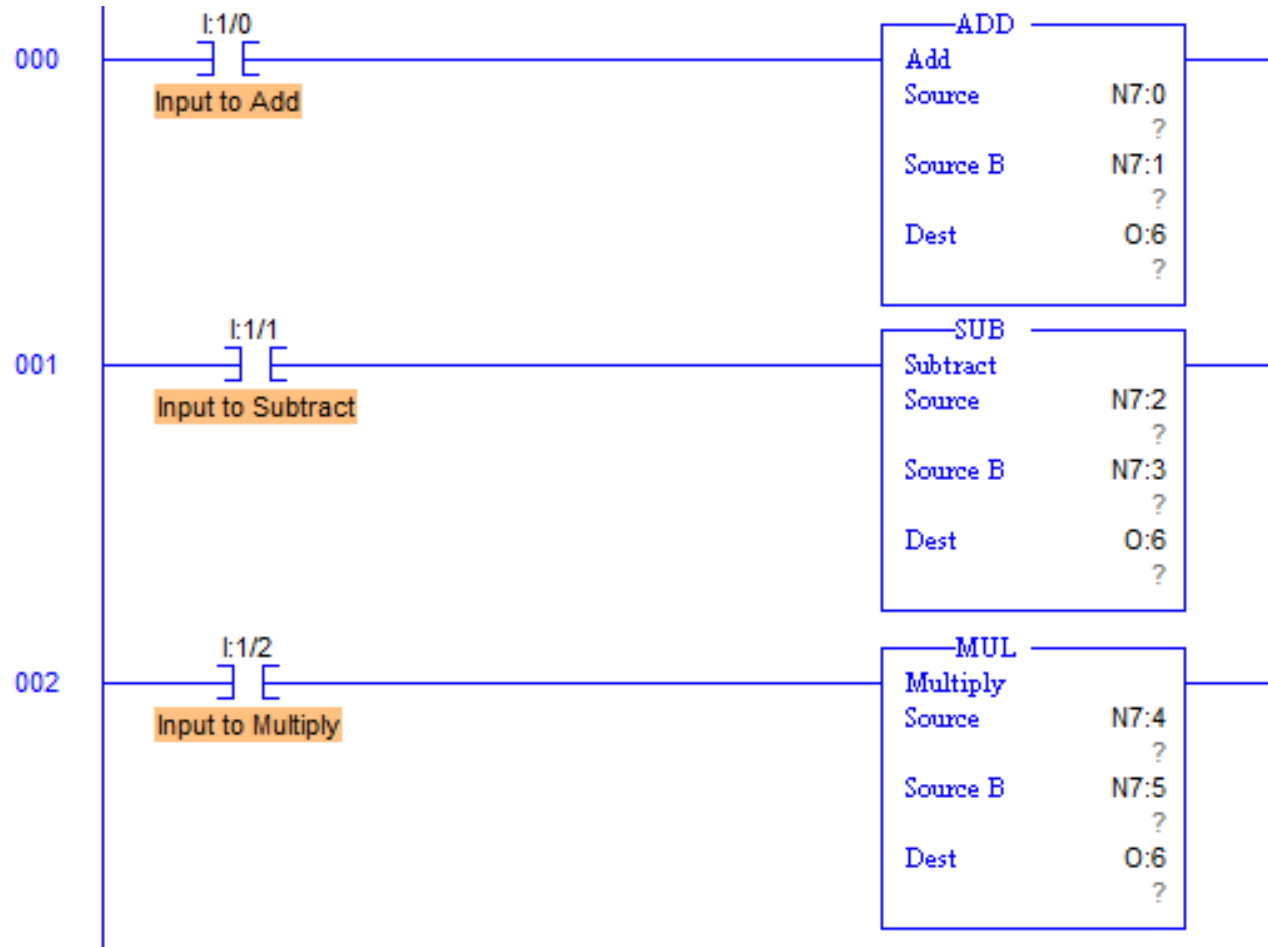 I:1/0
ADD
000
Add
Input to Add
Source N7:0
?
Source B N7:1
?
Dest O:6
?
I:1/1
SUB
001
Subtract
Input to Subtract
Source N7:2
?
Source B N7:3
?
Dest O:6
?
I:1/2
MUL
002
Multiply
Input to Multiply
Source N7:4
?
Source B N7:5
?
Dest O:6
?